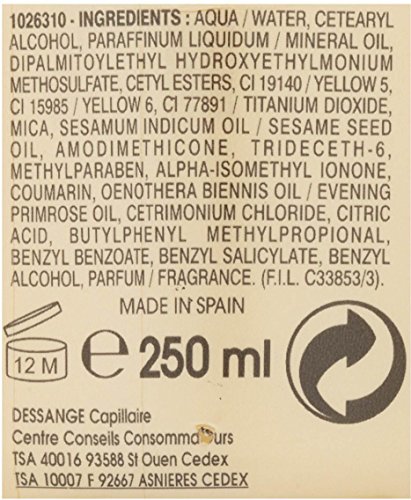 1026310 - INGREDIENTS : AQUA / WATER, CETEARYL
ALCOHOL, PARAFFINUM LIQUIDUM / MINERAL OIL,
DIPALMITOYLETHYL HYDROXYETHYLMONIUM
METHOSULFATE, CETYL ESTERS, CI 19140 / YELLOW 5,
CI 15985 / YELLOW 6, CI 77891 / TITANIUM DIOXIDE,
MICA, SESAMUM INDICUM OIL / SESAME SEED
OIL, AMODIMETHICONE, TRIDECETH-6,
METHYLPARABEN, ALPHA-ISOMETHYL IONONE,
COUMARIN, OENOTHERA BIENNIS OIL / EVENING
PRIMROSE OIL, CETRIMONIUM CHLORIDE, CITRIC
ACID, BUTYLPHENYL METHYLPROPIONAL,
BENZYL BENZOATE, BENZYL SALICYLATE, BENZYL
ALCOHOL, PARFUM / FRAGRANCE. (F.I.L. C33853/3).
MADE IN SPAIN
12 M ℮ 250 ml
DESSANGE Capillaire
Centre Conseils Consommateurs
TSA 40016 93588 St Ouen Cedex
TSA 10007 F 92667 ASNIERES CEDEX